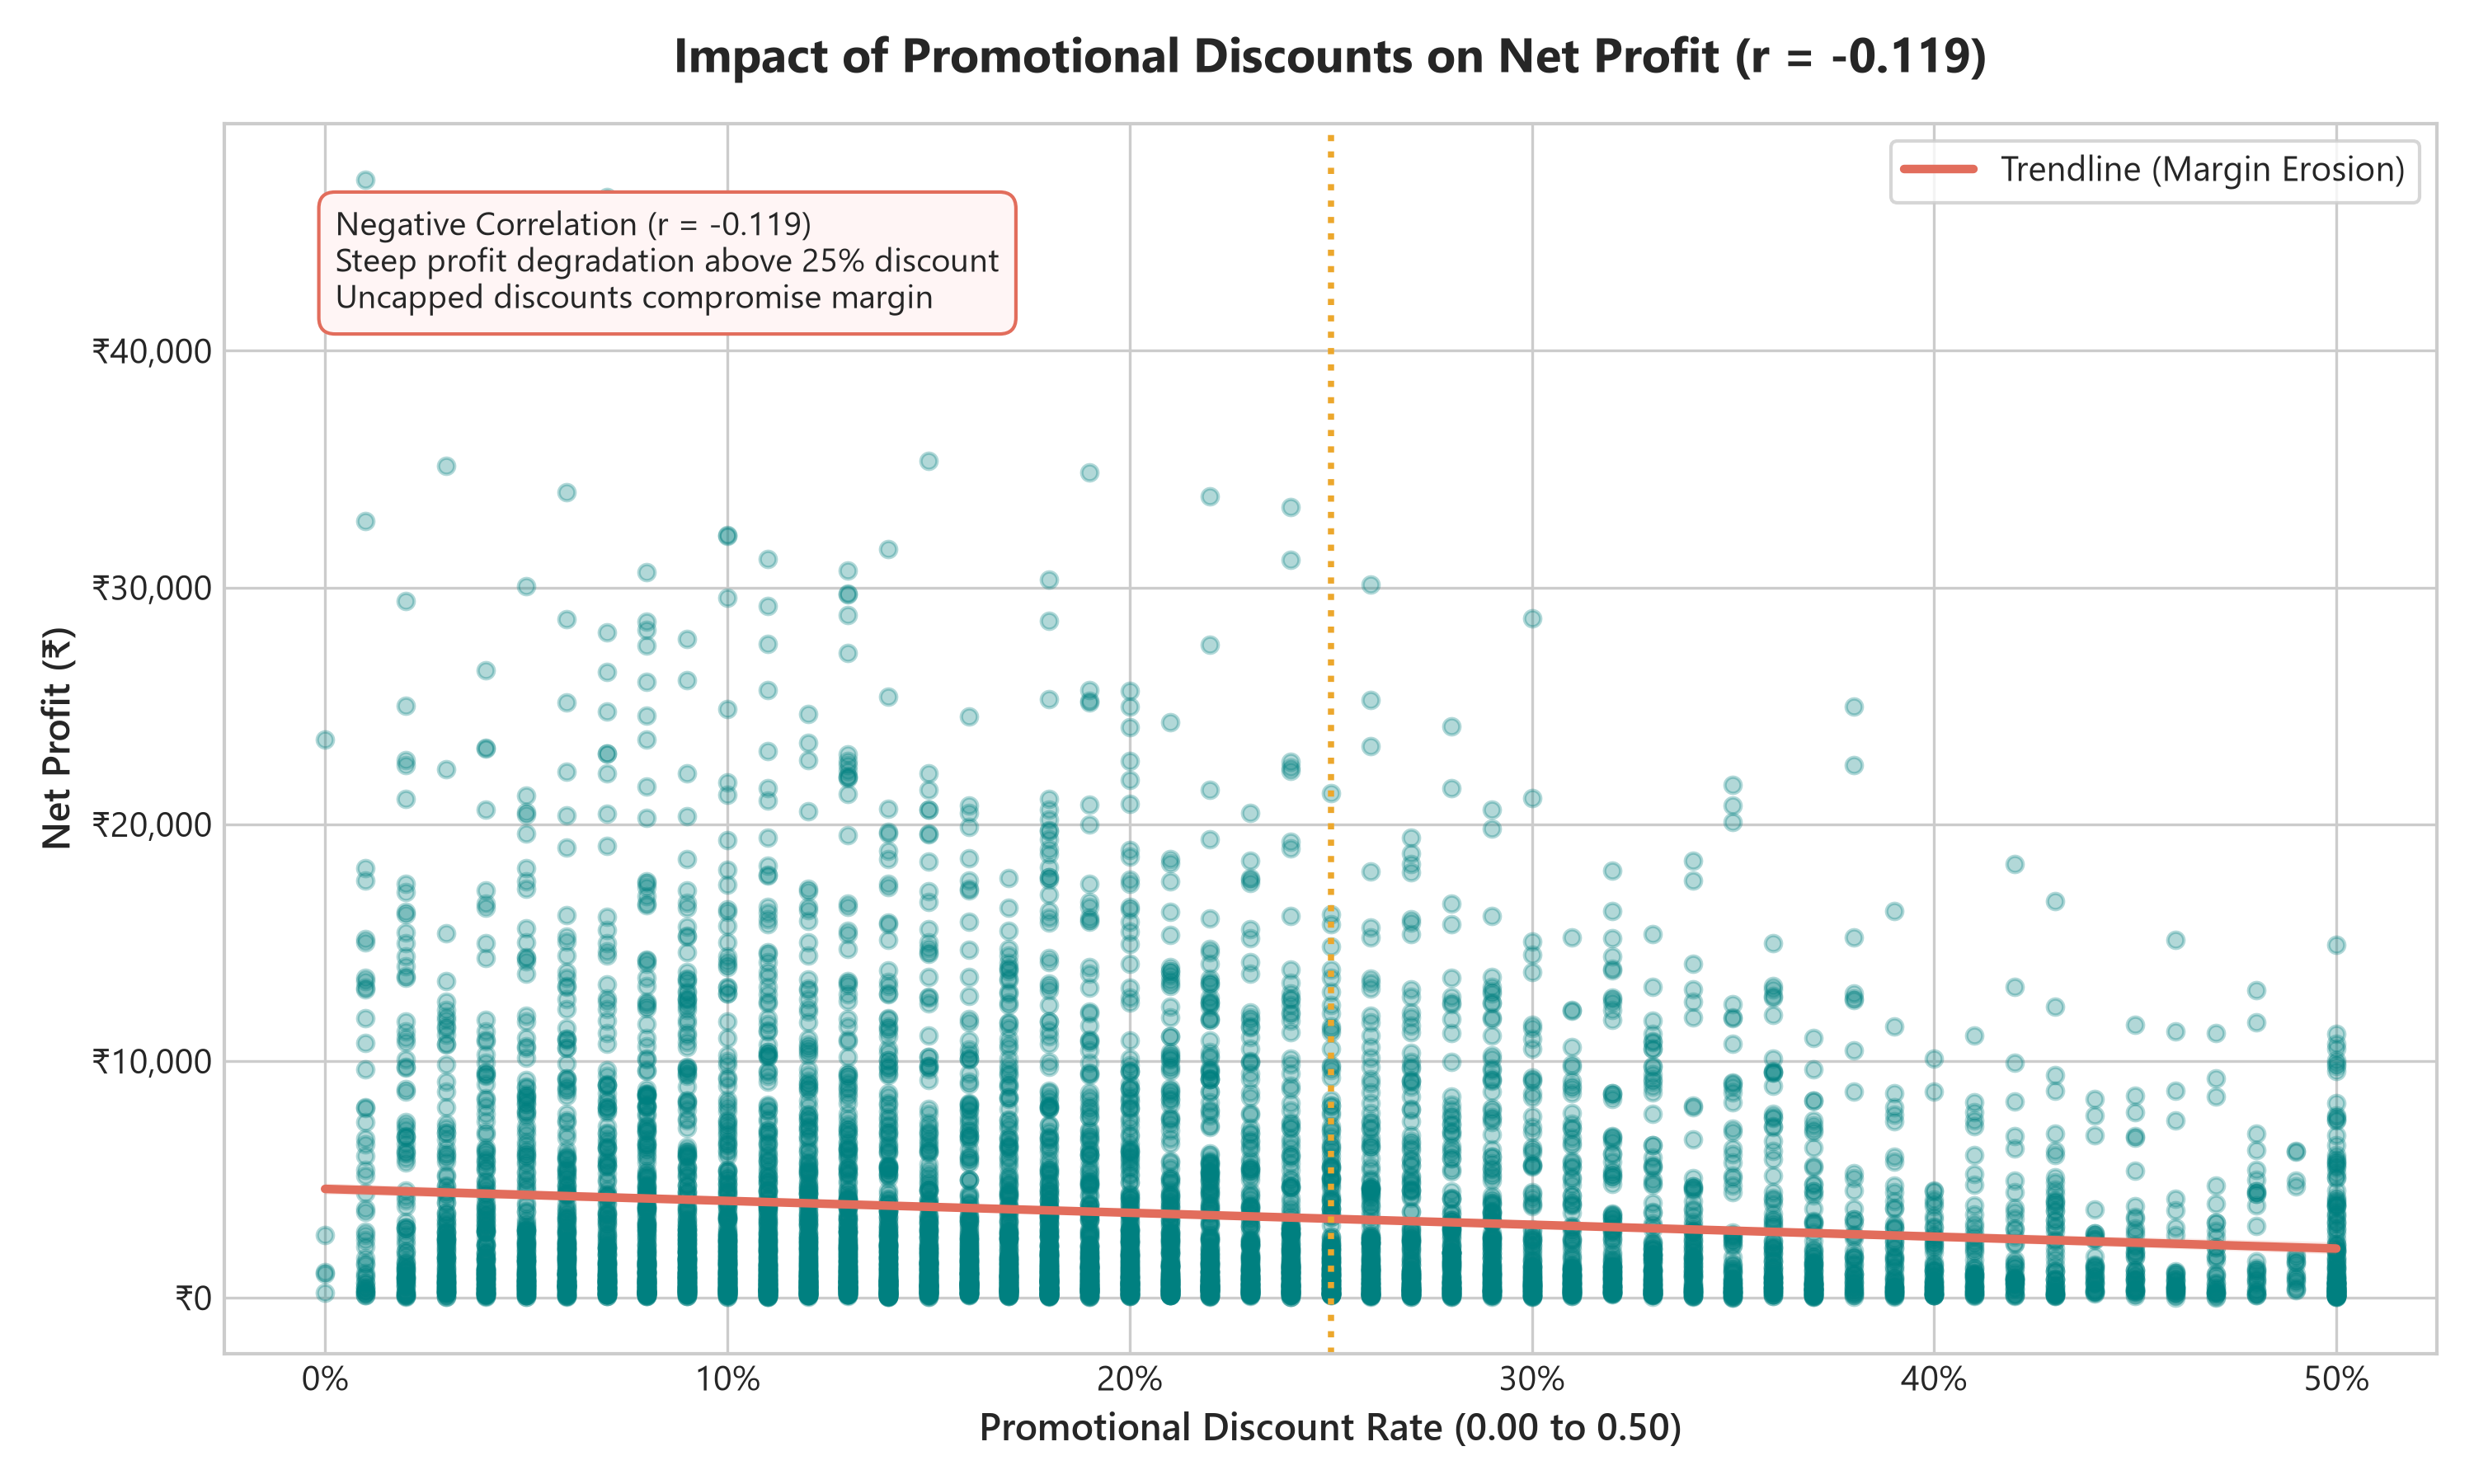 Impact of Promotional Discounts on Net Profit (r = -0.119)
Trendline (Margin Erosion)
Negative Correlation (r = -0.119)
Steep profit degradation above 25% discount
Uncapped discounts compromise margin
₹40,000
₹30,000
₹20,000
₹10,000
₹0
Net Profit (₹)
0%
10%
20%
30%
40%
50%
Promotional Discount Rate (0.00 to 0.50)